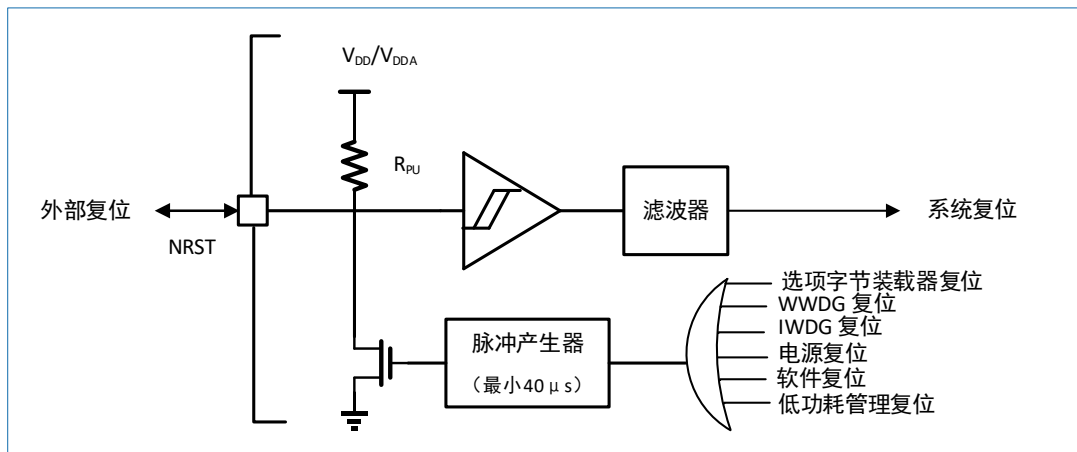 V_DD/V_DDA
R_PU
外部复位
NRST
滤波器
系统复位
选项字节装载器复位
WWDG 复位
IWDG 复位
电源复位
软件复位
低功耗管理复位
脉冲产生器
（最小40μs）